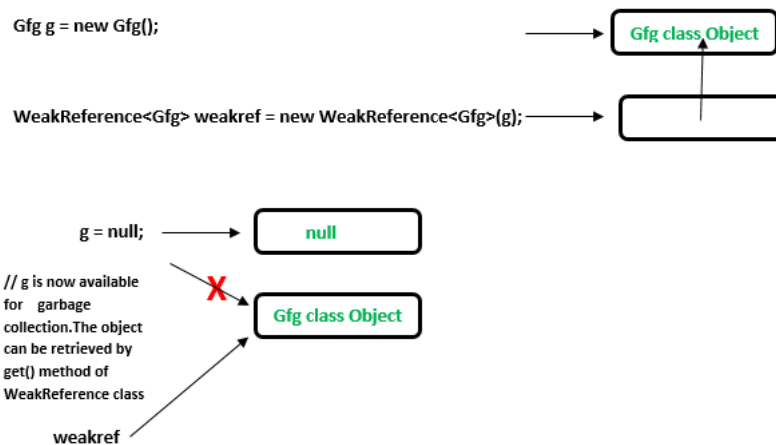 Gfg g = new Gfg();
Gfg class Object
WeakReference<Gfg> weakref = new WeakReference<Gfg>(g);
g = null;
null
X
// g is now available
for garbage
collection.The object
can be retrieved by
get() method of
WeakReference class
Gfg class Object
weakref